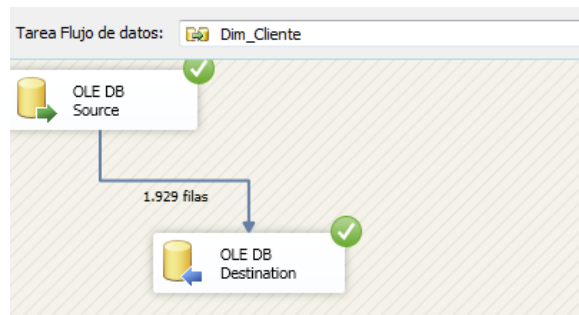 Tarea Flujo de datos: Dim_Cliente
OLE DB
Source
1.929 filas
OLE DB
Destination